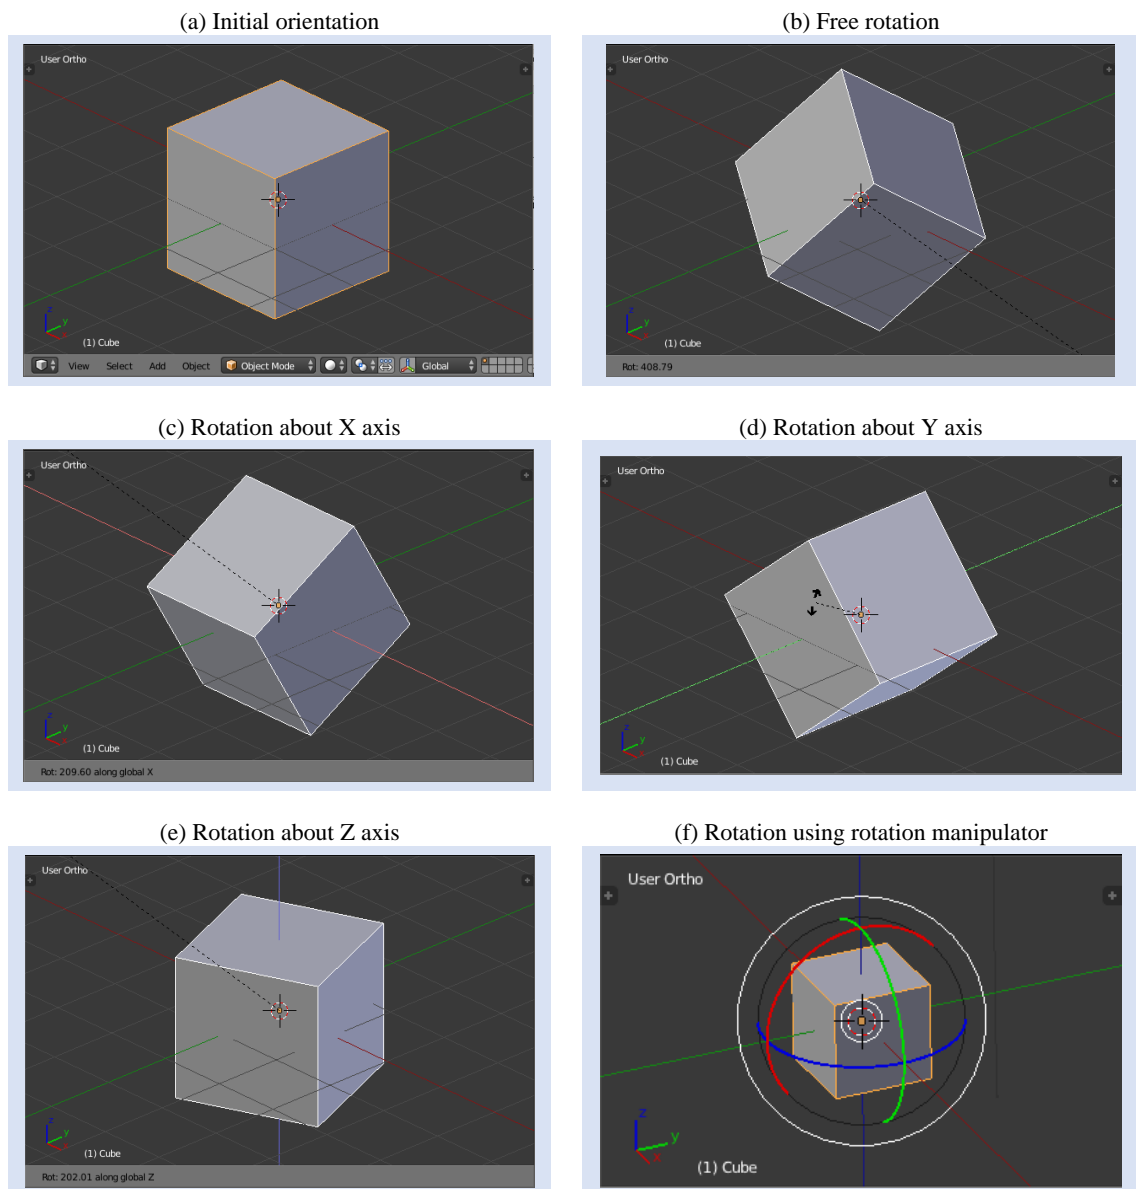 (a) Initial orientation
(b) Free rotation
User Ortho
z
y
x
(1) Cube
View Select Add Object Object Mode Global
User Ortho
z
y
x
(1) Cube
Rot: 408.79
(c) Rotation about X axis
(d) Rotation about Y axis
User Ortho
z
y
x
(1) Cube
Rot: 209.60 along global X
User Ortho
z
y
x
(1) Cube
(e) Rotation about Z axis
(f) Rotation using rotation manipulator
User Ortho
z
y
x
(1) Cube
Rot: 202.01 along global Z
User Ortho
z
y
x
(1) Cube